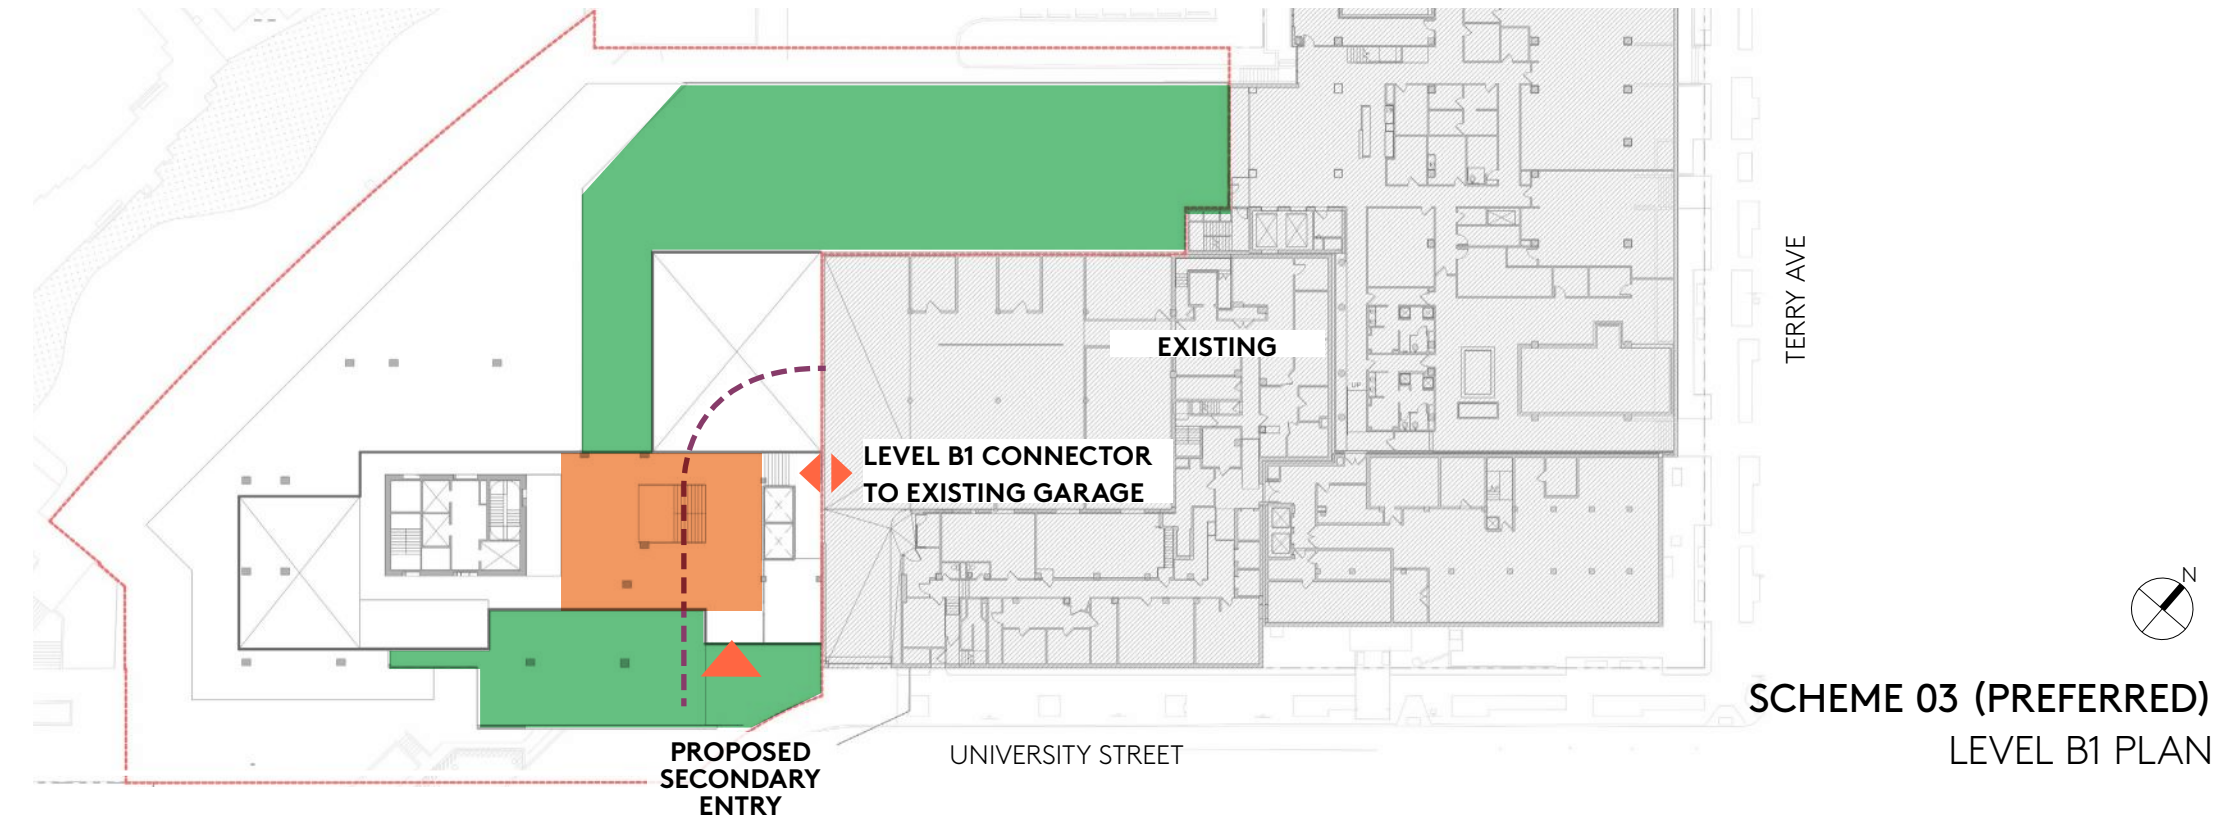 EXISTING
TERRY AVE
LEVEL B1 CONNECTOR
TO EXISTING GARAGE
UP
N
SCHEME 03 (PREFERRED)
LEVEL B1 PLAN
PROPOSED
SECONDARY
ENTRY
UNIVERSITY STREET